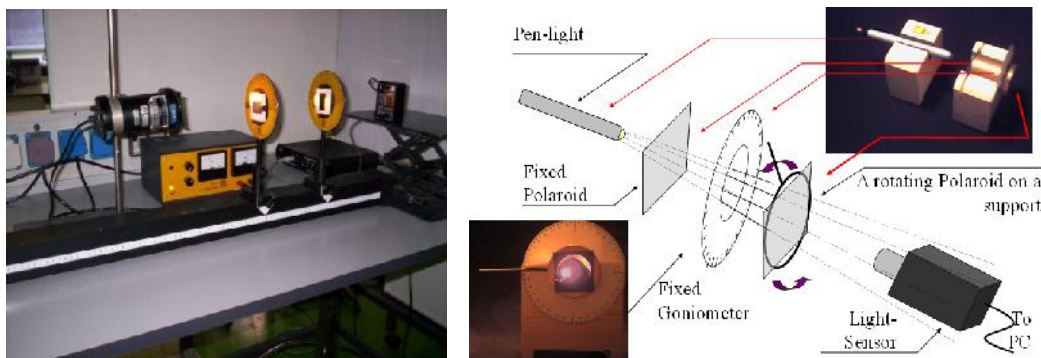 Pen-light
Fixed
Polaroid
A rotating Polaroid on a
support
Fixed
Goniometer
Light-
Sensor
To
PC